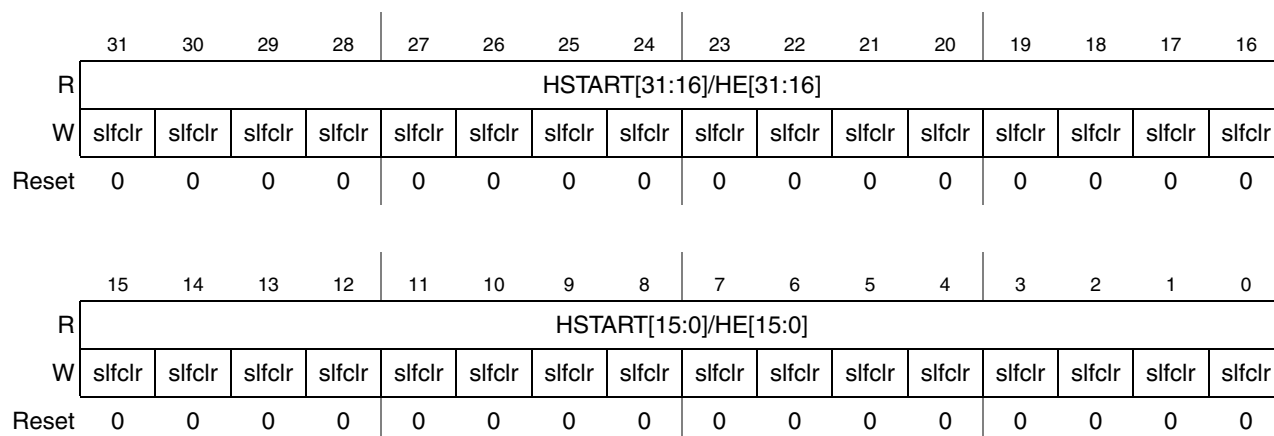 31 30 29 28 27 26 25 24 23 22 21 20 19 18 17 16
R HSTART[31:16]/HE[31:16]
W slfclr slfclr slfclr slfclr slfclr slfclr slfclr slfclr slfclr slfclr slfclr slfclr slfclr slfclr slfclr slfclr
Reset 0 0 0 0 0 0 0 0 0 0 0 0 0 0 0 0
15 14 13 12 11 10 9 8 7 6 5 4 3 2 1 0
R HSTART[15:0]/HE[15:0]
W slfclr slfclr slfclr slfclr slfclr slfclr slfclr slfclr slfclr slfclr slfclr slfclr slfclr slfclr slfclr slfclr
Reset 0 0 0 0 0 0 0 0 0 0 0 0 0 0 0 0